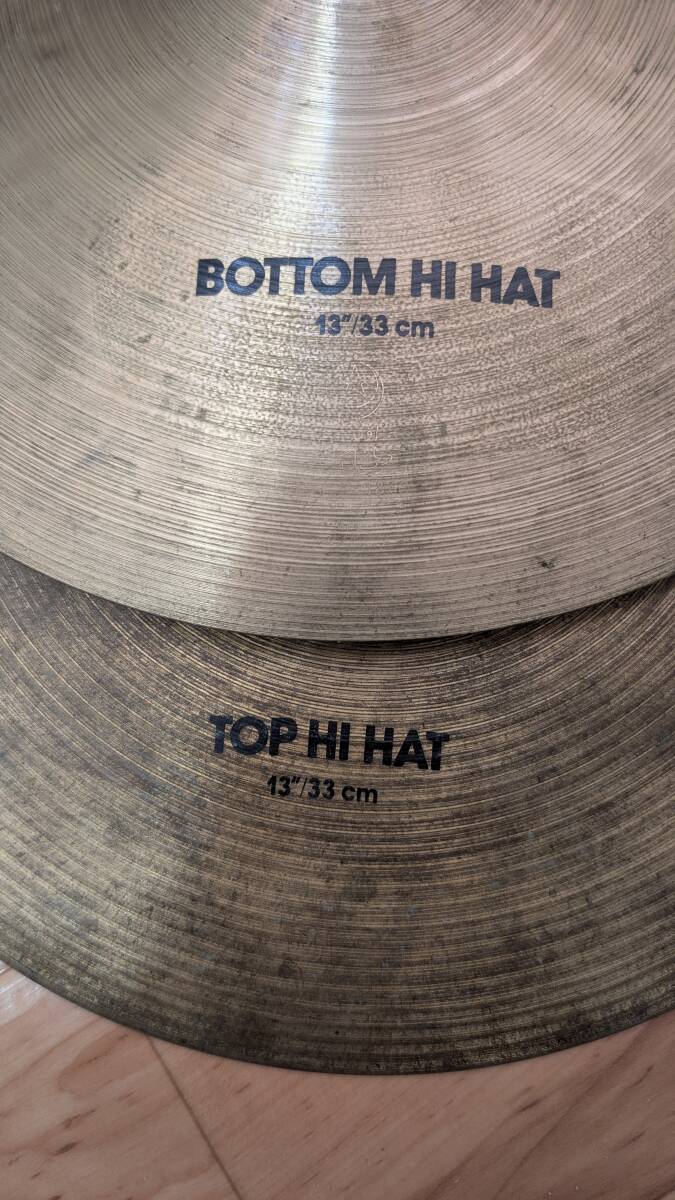 BOTTOM HI HAT
13"/33 cm
TOP HI HAT
13"/33 cm